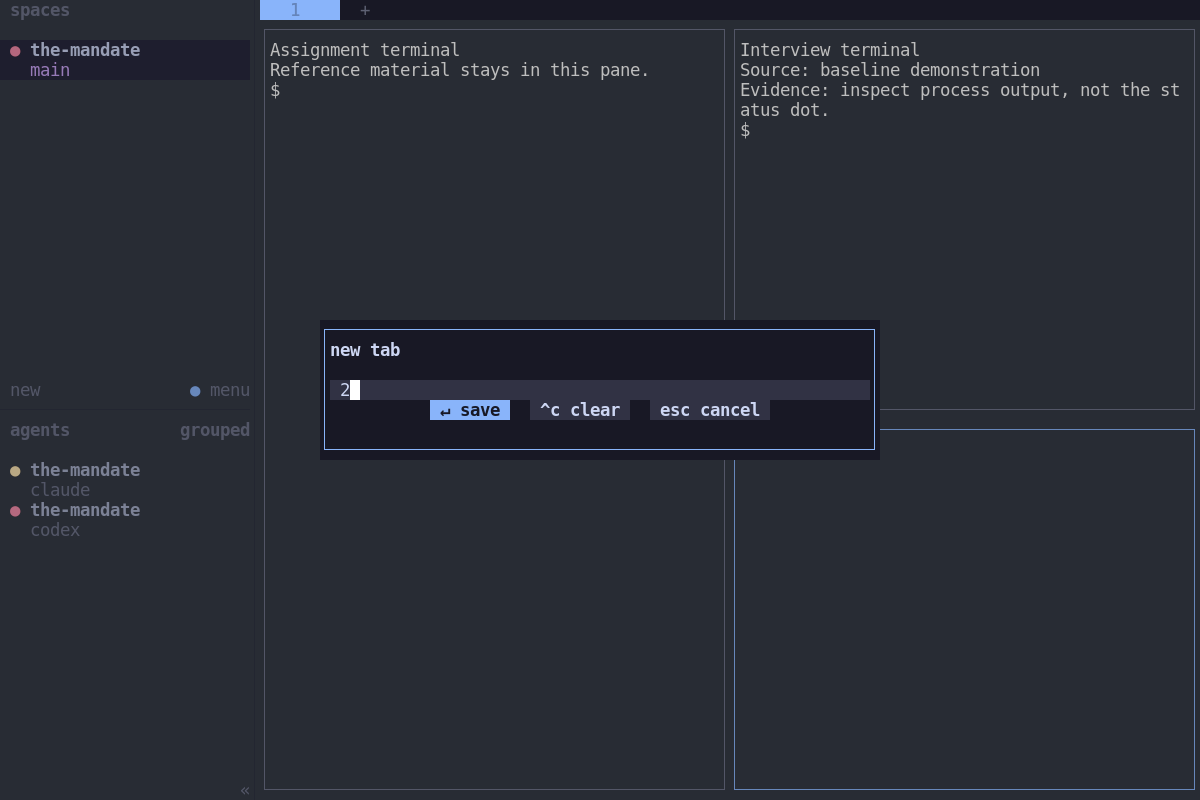 spaces
● the-mandate
main
new
● menu
agents
grouped
● the-mandate
claude
● the-mandate
codex
«
1
+
Assignment terminal
Reference material stays in this pane.
$
Interview terminal
Source: baseline demonstration
Evidence: inspect process output, not the st
atus dot.
$
new tab
2
↵ save
^c clear
esc cancel